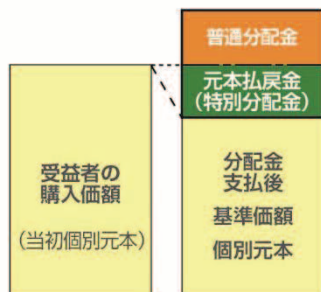 普通分配金
元本払戻金
（特別分配金）
受益者の
購入価額
（当初個別元本）
分配金
支払後
基準価額
個別元本